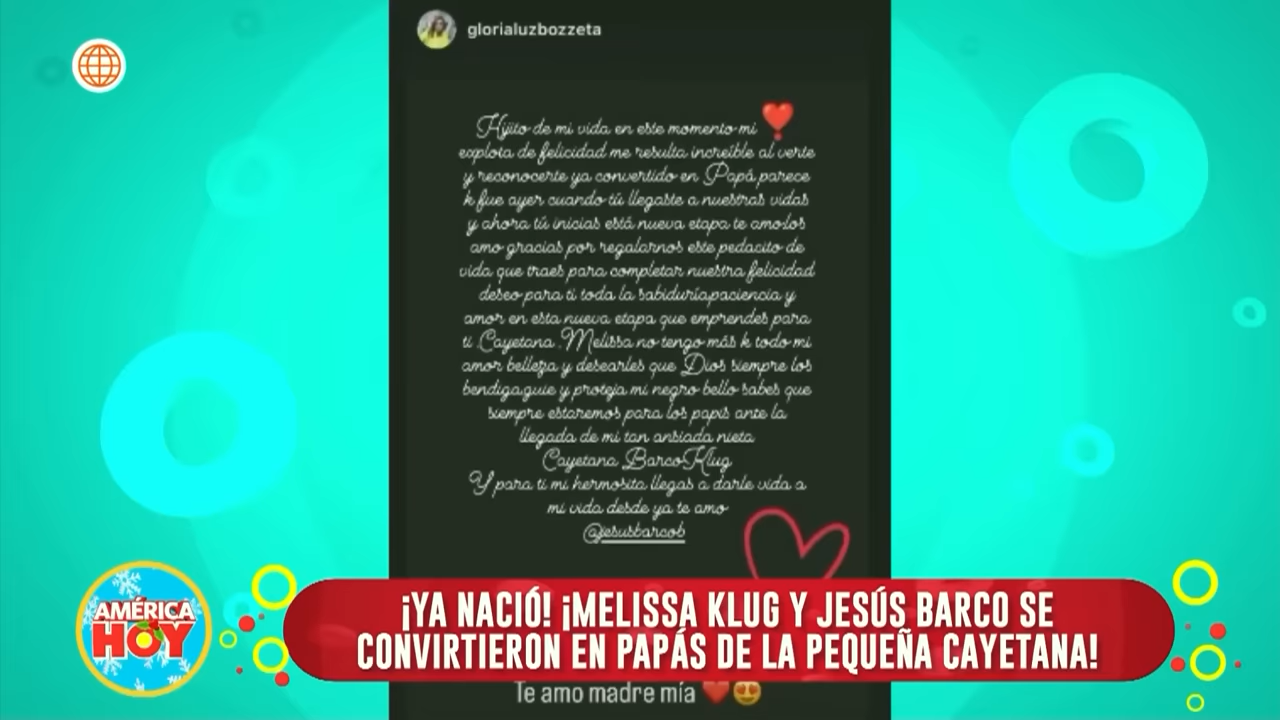 glorialuzbozzeta
Hijito de mi vida en este momento mi ❤️
explota de felicidad me resulta increíble al verte
y reconocerte ya convertido en Papá,parece
k fue ayer cuando tú llegaste a nuestras vidas
y ahora tú inicias está nueva etapa te amo.los
amo gracias por regalarnos este pedacito de
vida que traes para completar nuestra felicidad
deseo para ti toda la sabiduría,paciencia y
amor en esta nueva etapa que emprendes para
ti .Cayetana .Melissa no tengo más k todo mi
amor belleza y desearles que Dios siempre los
bendiga,guie y proteja mi negro bello sabes que
siempre estaremos para los papis ante la
llegada de mi tan ansiada nieta
Cayetana BarcoKlug
Y para ti mi hermosita llegas a darle vida a
mi vida desde ya te amo
@jesusbarcob
AMÉRICA
HOY
¡YA NACIÓ! ¡MELISSA KLUG Y JESÚS BARCO SE
CONVIRTIERON EN PAPÁS DE LA PEQUEÑA CAYETANA!
Te amo madre mía ❤️😍